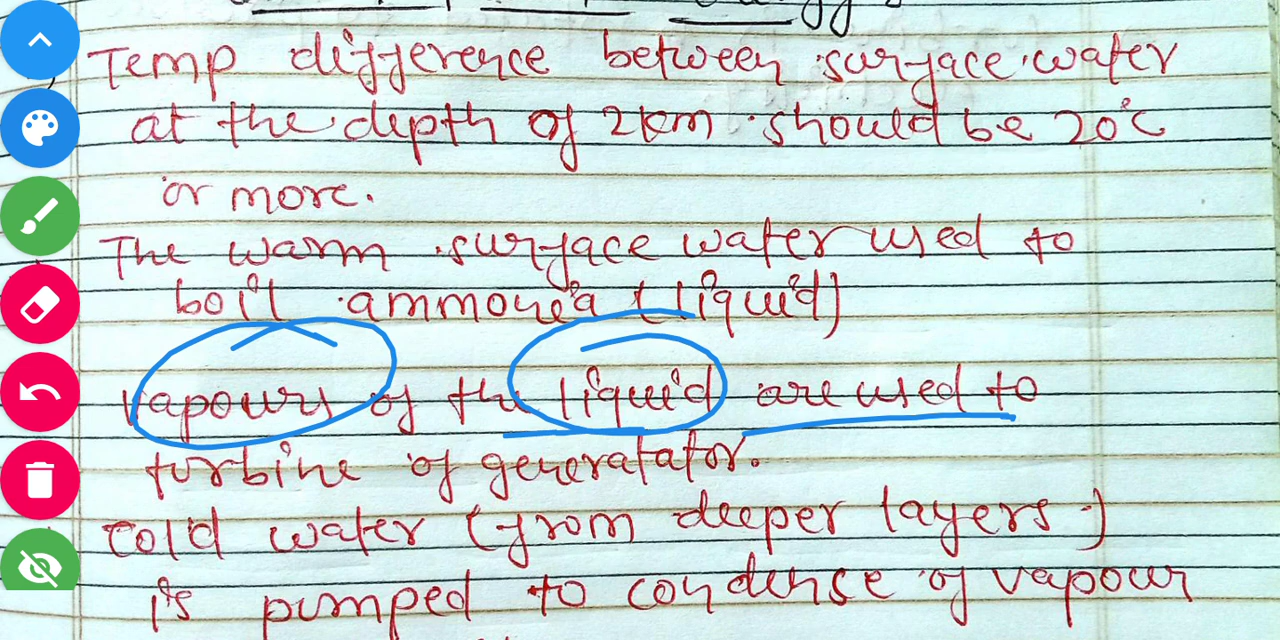 Temp difference between surface water
at the depth of 2km should be 20°C
or more.
The warm surface water used to
boil ammonia (liquid)
vapours of the liquid are used to
turbine of generatator.
cold water (from deeper layers)
is pumped to condense of vapour